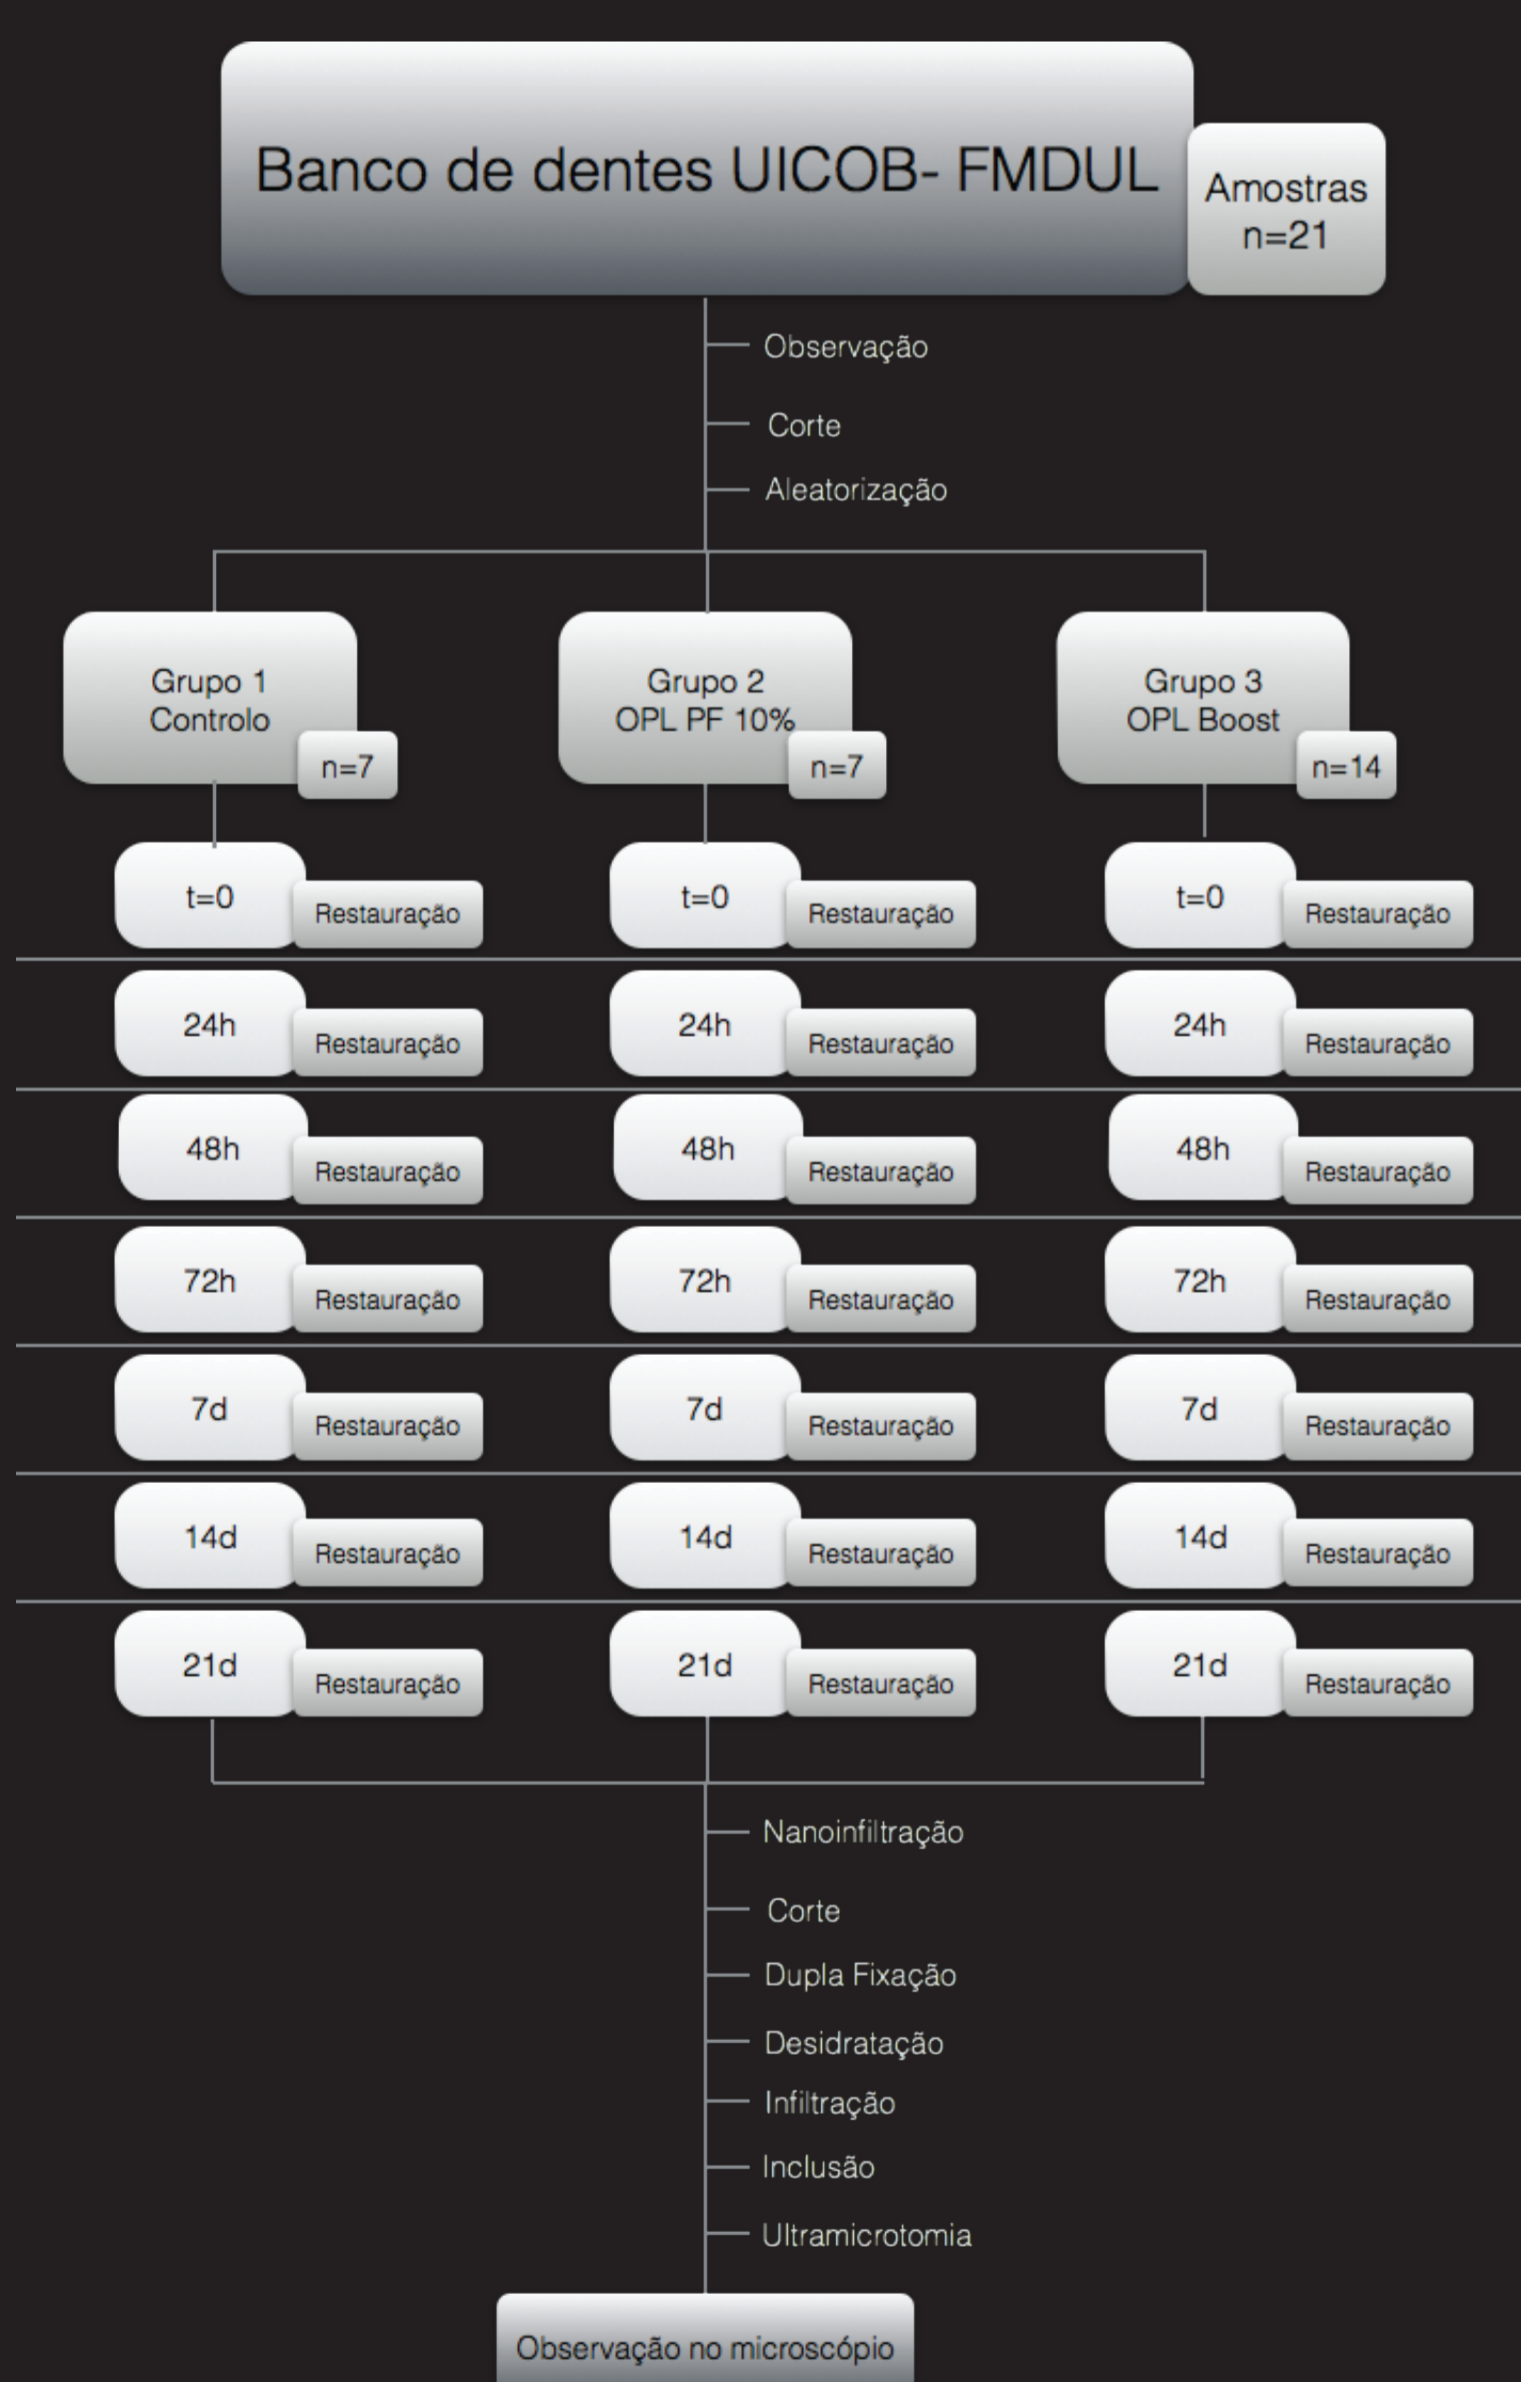 Banco de dentes UICOB- FMDUL
Amostras
n=21
Observação
Corte
Aleatorização
Grupo 1
Controlo
n=7
Grupo 2
OPL PF 10%
n=7
Grupo 3
OPL Boost
n=14
t=0
Restauração
t=0
Restauração
t=0
Restauração
24h
Restauração
24h
Restauração
24h
Restauração
48h
Restauração
48h
Restauração
48h
Restauração
72h
Restauração
72h
Restauração
72h
Restauração
7d
Restauração
7d
Restauração
7d
Restauração
14d
Restauração
14d
Restauração
14d
Restauração
21d
Restauração
21d
Restauração
21d
Restauração
Nanoinfiltração
Corte
Dupla Fixação
Desidratação
Infiltração
Inclusão
Ultramicrotomia
Observação no microscópio